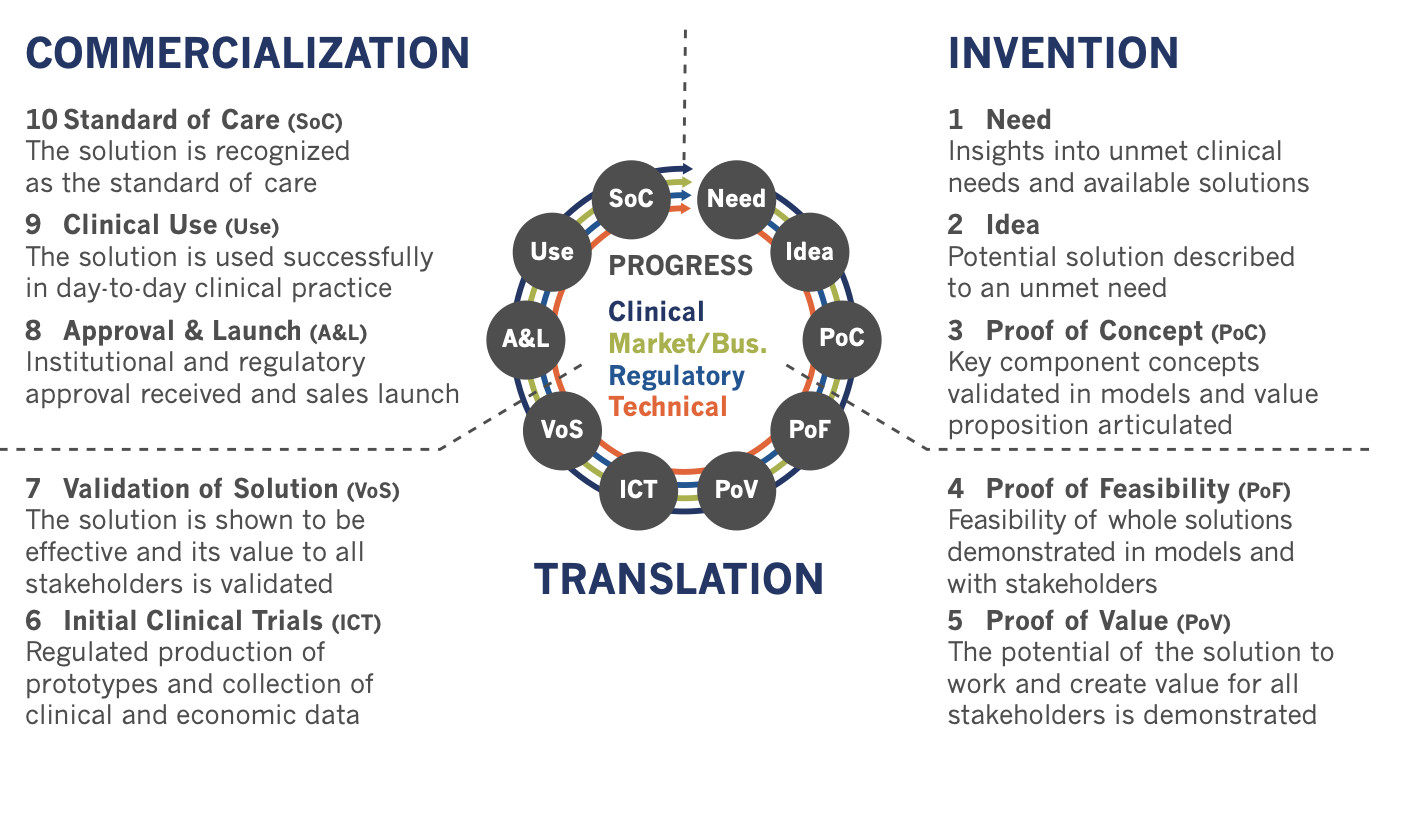 COMMERCIALIZATION
10 Standard of Care (SoC)
The solution is recognized
as the standard of care
9 Clinical Use (Use)
The solution is used successfully
in day-to-day clinical practice
8 Approval & Launch (A&L)
Institutional and regulatory
approval received and sales launch
7 Validation of Solution (VoS)
The solution is shown to be
effective and its value to all
stakeholders is validated
6 Initial Clinical Trials (ICT)
Regulated production of
prototypes and collection of
clinical and economic data
SoC
Need
Use
Idea
A&L
PoC
VoS
PoF
ICT
PoV
PROGRESS
Clinical
Market/Bus.
Regulatory
Technical
TRANSLATION
INVENTION
1 Need
Insights into unmet clinical
needs and available solutions
2 Idea
Potential solution described
to an unmet need
3 Proof of Concept (PoC)
Key component concepts
validated in models and value
proposition articulated
4 Proof of Feasibility (PoF)
Feasibility of whole solutions
demonstrated in models and
with stakeholders
5 Proof of Value (PoV)
The potential of the solution to
work and create value for all
stakeholders is demonstrated